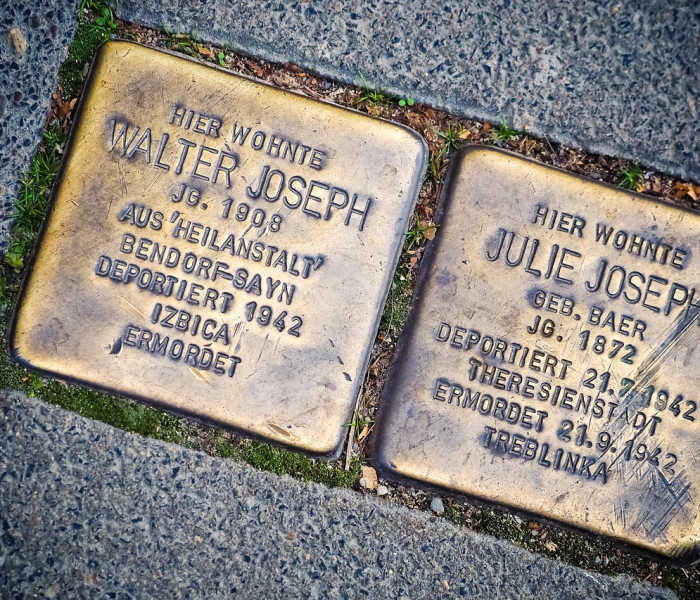 HIER WOHNTE
WALTER JOSEPH
JG. 1908
AUS 'HEILANSTALT'
BENDORF-SAYN
DEPORTIERT 1942
IZBICA
ERMORDET
HIER WOHNTE
JULIE JOSEPH
GEB. BAER
JG. 1872
DEPORTIERT 21.7.1942
THERESIENSTADT
ERMORDET 21.9.1942
TREBLINKA